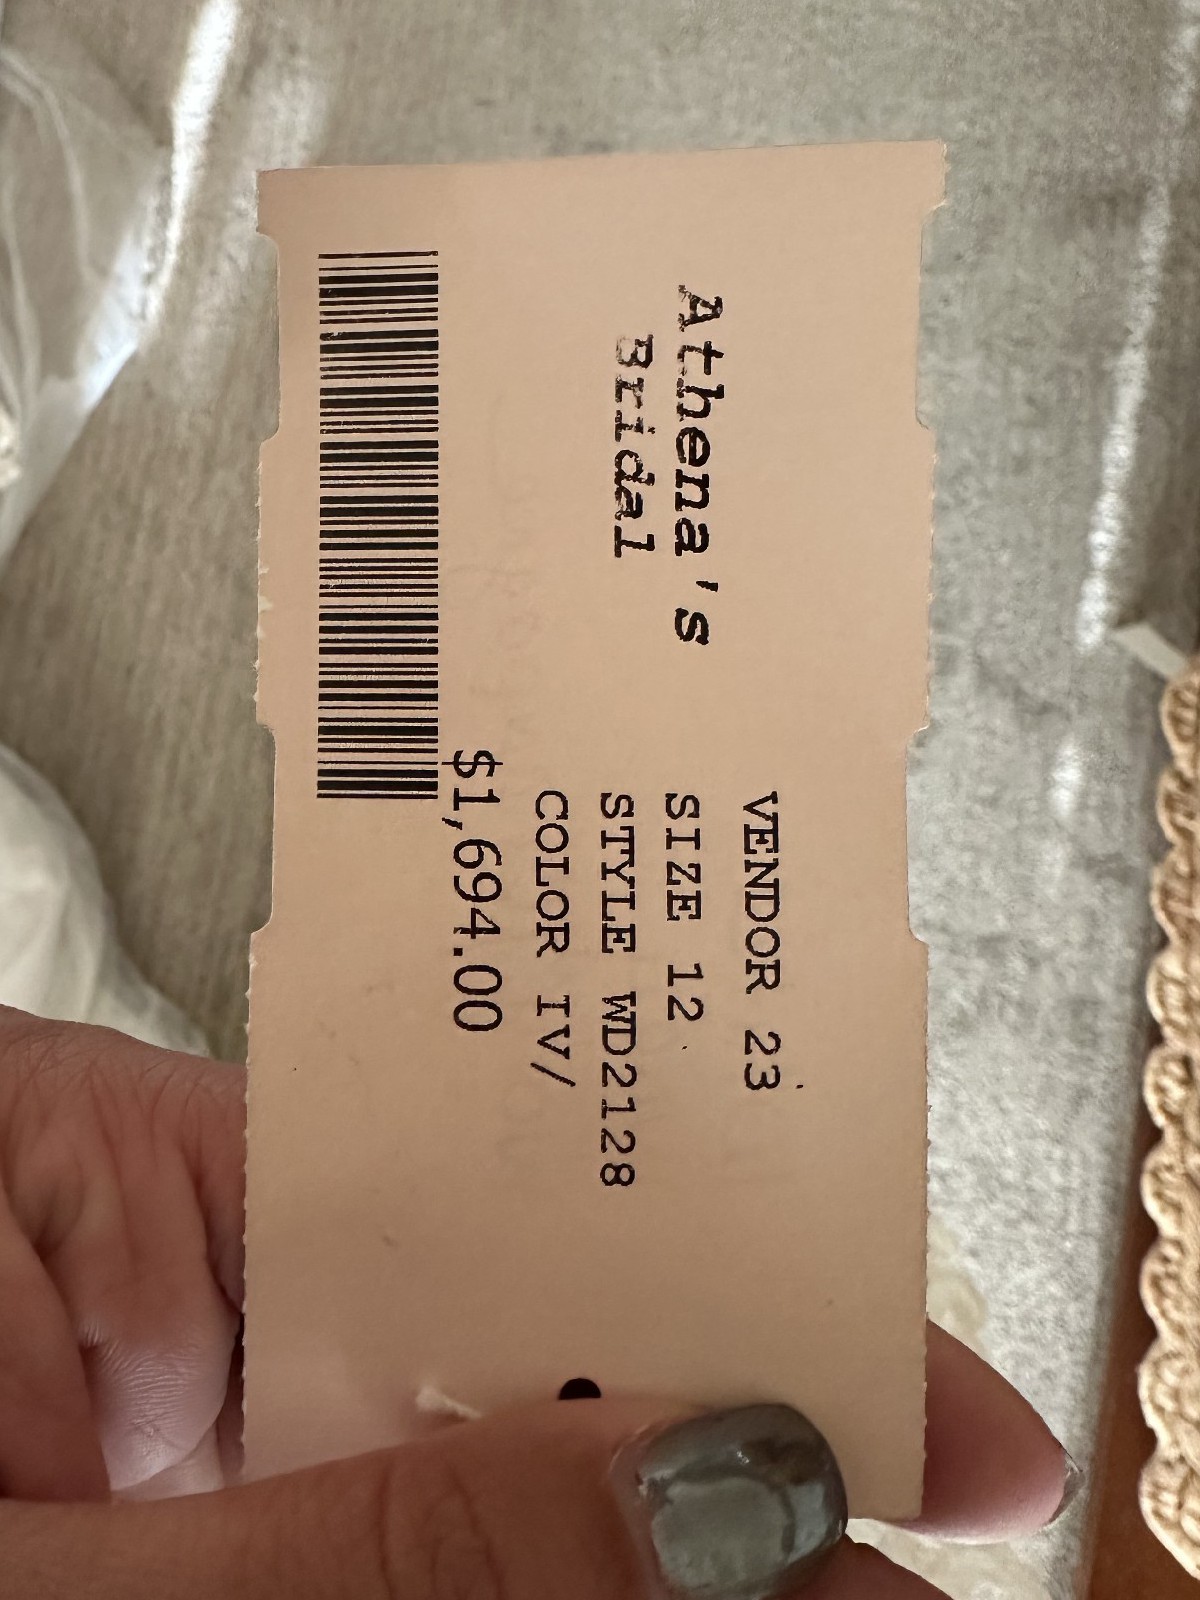 Athena's
Bridal
VENDOR 23
SIZE 12
STYLE WD2128
COLOR IV/
$1,694.00